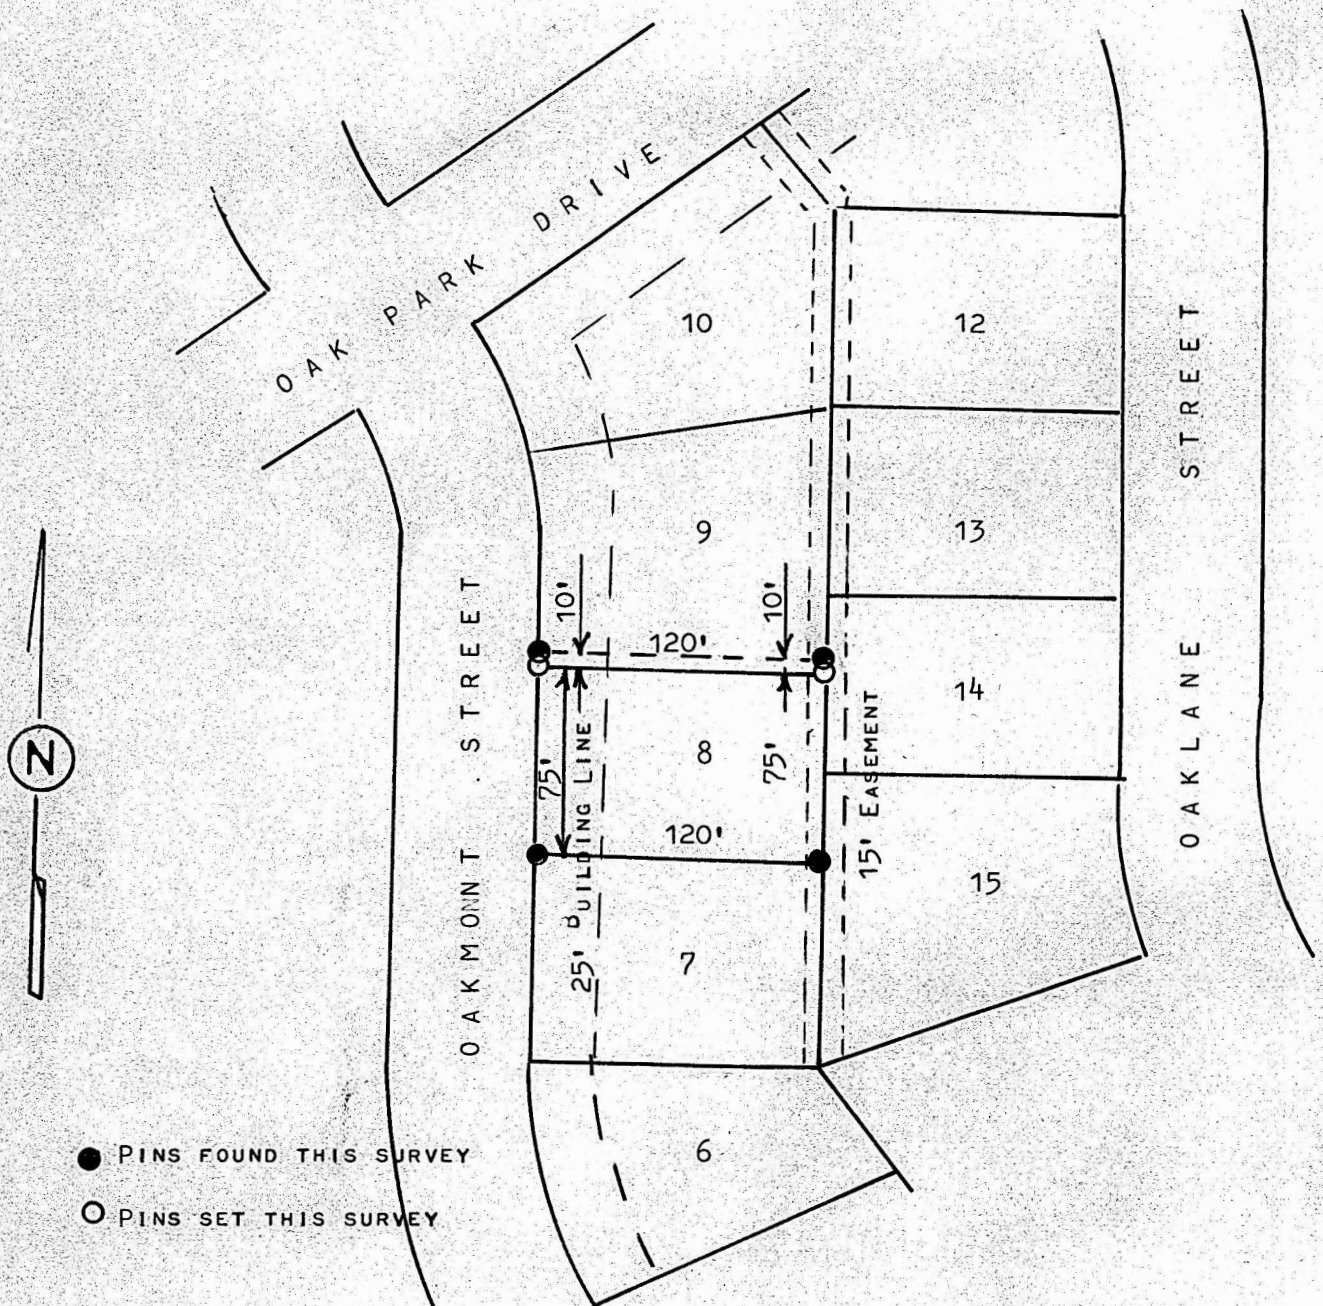 OAK PARK DRIVE
10
12
STREET
9
13
10'
10'
120'
OAKMONT STREET
14
8
75'
75'
15' EASEMENT
25' BUILDING LINE
120'
OAKLANE
15
7
N
6
PINS FOUND THIS SURVEY
PINS SET THIS SURVEY